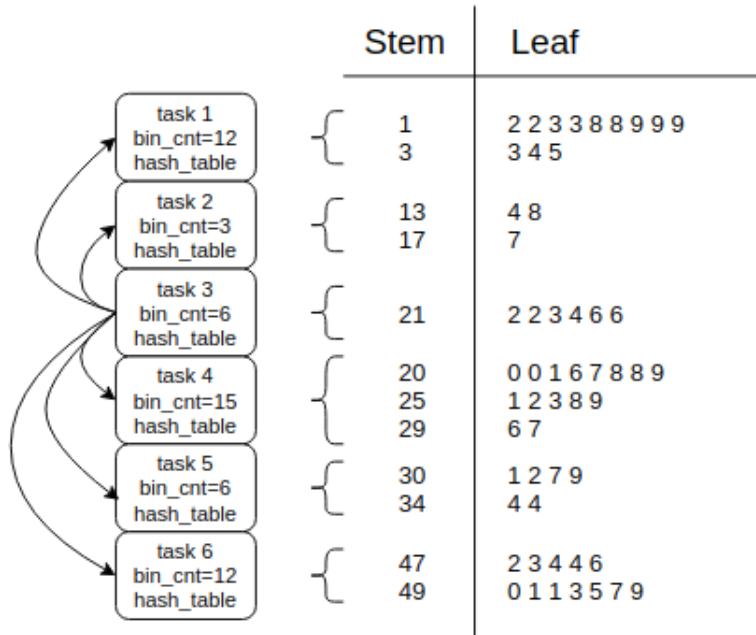 Stem Leaf
task 1
bin_cnt=12
hash_table
1 2 2 3 3 8 8 9 9 9
3 3 4 5
task 2
bin_cnt=3
hash_table
13 4 8
17 7
task 3
bin_cnt=6
hash_table
21 2 2 3 4 6 6
task 4
bin_cnt=15
hash_table
20 0 0 1 6 7 8 8 9
25 1 2 3 8 9
29 6 7
task 5
bin_cnt=6
hash_table
30 1 2 7 9
34 4 4
task 6
bin_cnt=12
hash_table
47 2 3 4 4 6
49 0 1 1 3 5 7 9